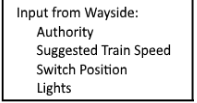 Input from Wayside:
Authority
Suggested Train Speed
Switch Position
Lights